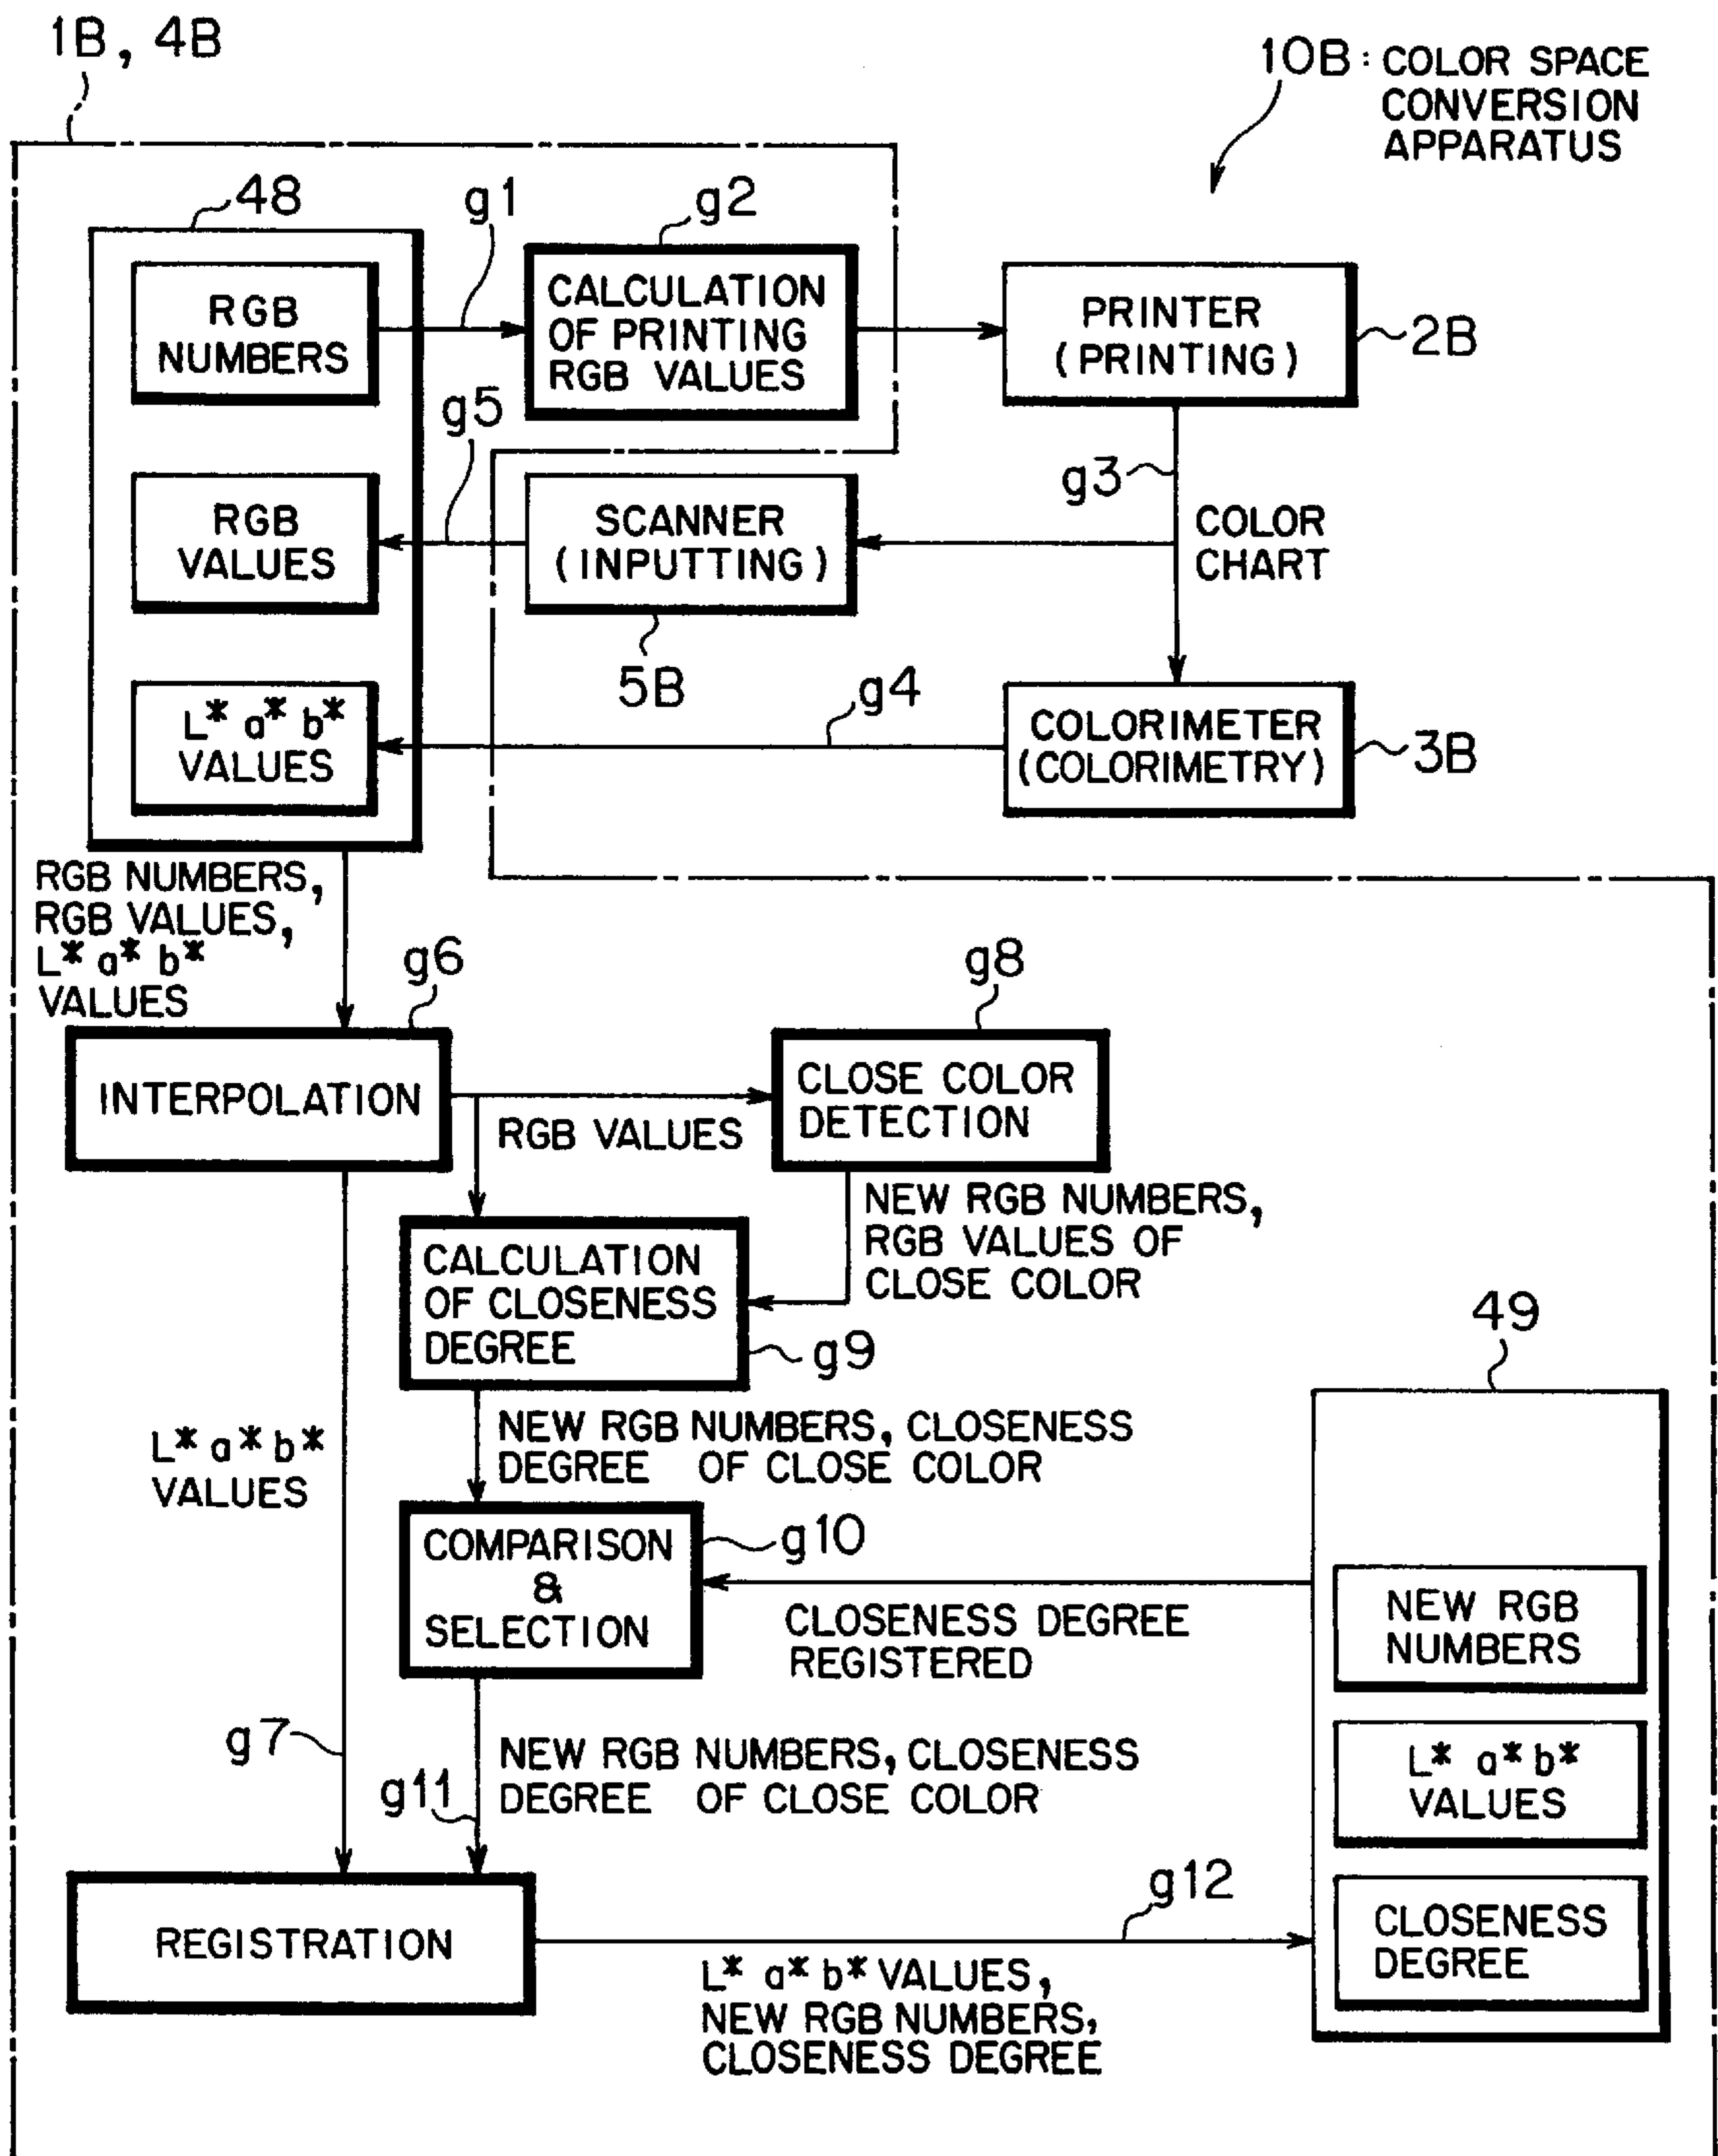 1B, 4B
10B : COLOR SPACE
CONVERSION
APPARATUS
48
g1
g2
RGB
NUMBERS
CALCULATION
OF PRINTING
RGB VALUES
PRINTER
(PRINTING)
2B
g5
g3
RGB
VALUES
SCANNER
(INPUTTING)
COLOR
CHART
5B
g4
L* a* b*
VALUES
COLORIMETER
(COLORIMETRY)
3B
RGB NUMBERS,
RGB VALUES,
L* a* b*
VALUES
g6
g8
INTERPOLATION
RGB VALUES
CLOSE COLOR
DETECTION
NEW RGB NUMBERS,
RGB VALUES OF
CLOSE COLOR
CALCULATION
OF CLOSENESS
DEGREE
g9
49
L* a* b*
VALUES
NEW RGB NUMBERS, CLOSENESS
DEGREE OF CLOSE COLOR
COMPARISON
&
SELECTION
g10
CLOSENESS DEGREE
REGISTERED
NEW RGB
NUMBERS
g7
g11
NEW RGB NUMBERS, CLOSENESS
DEGREE OF CLOSE COLOR
L* a* b*
VALUES
REGISTRATION
g12
CLOSENESS
DEGREE
L* a* b* VALUES,
NEW RGB NUMBERS,
CLOSENESS DEGREE